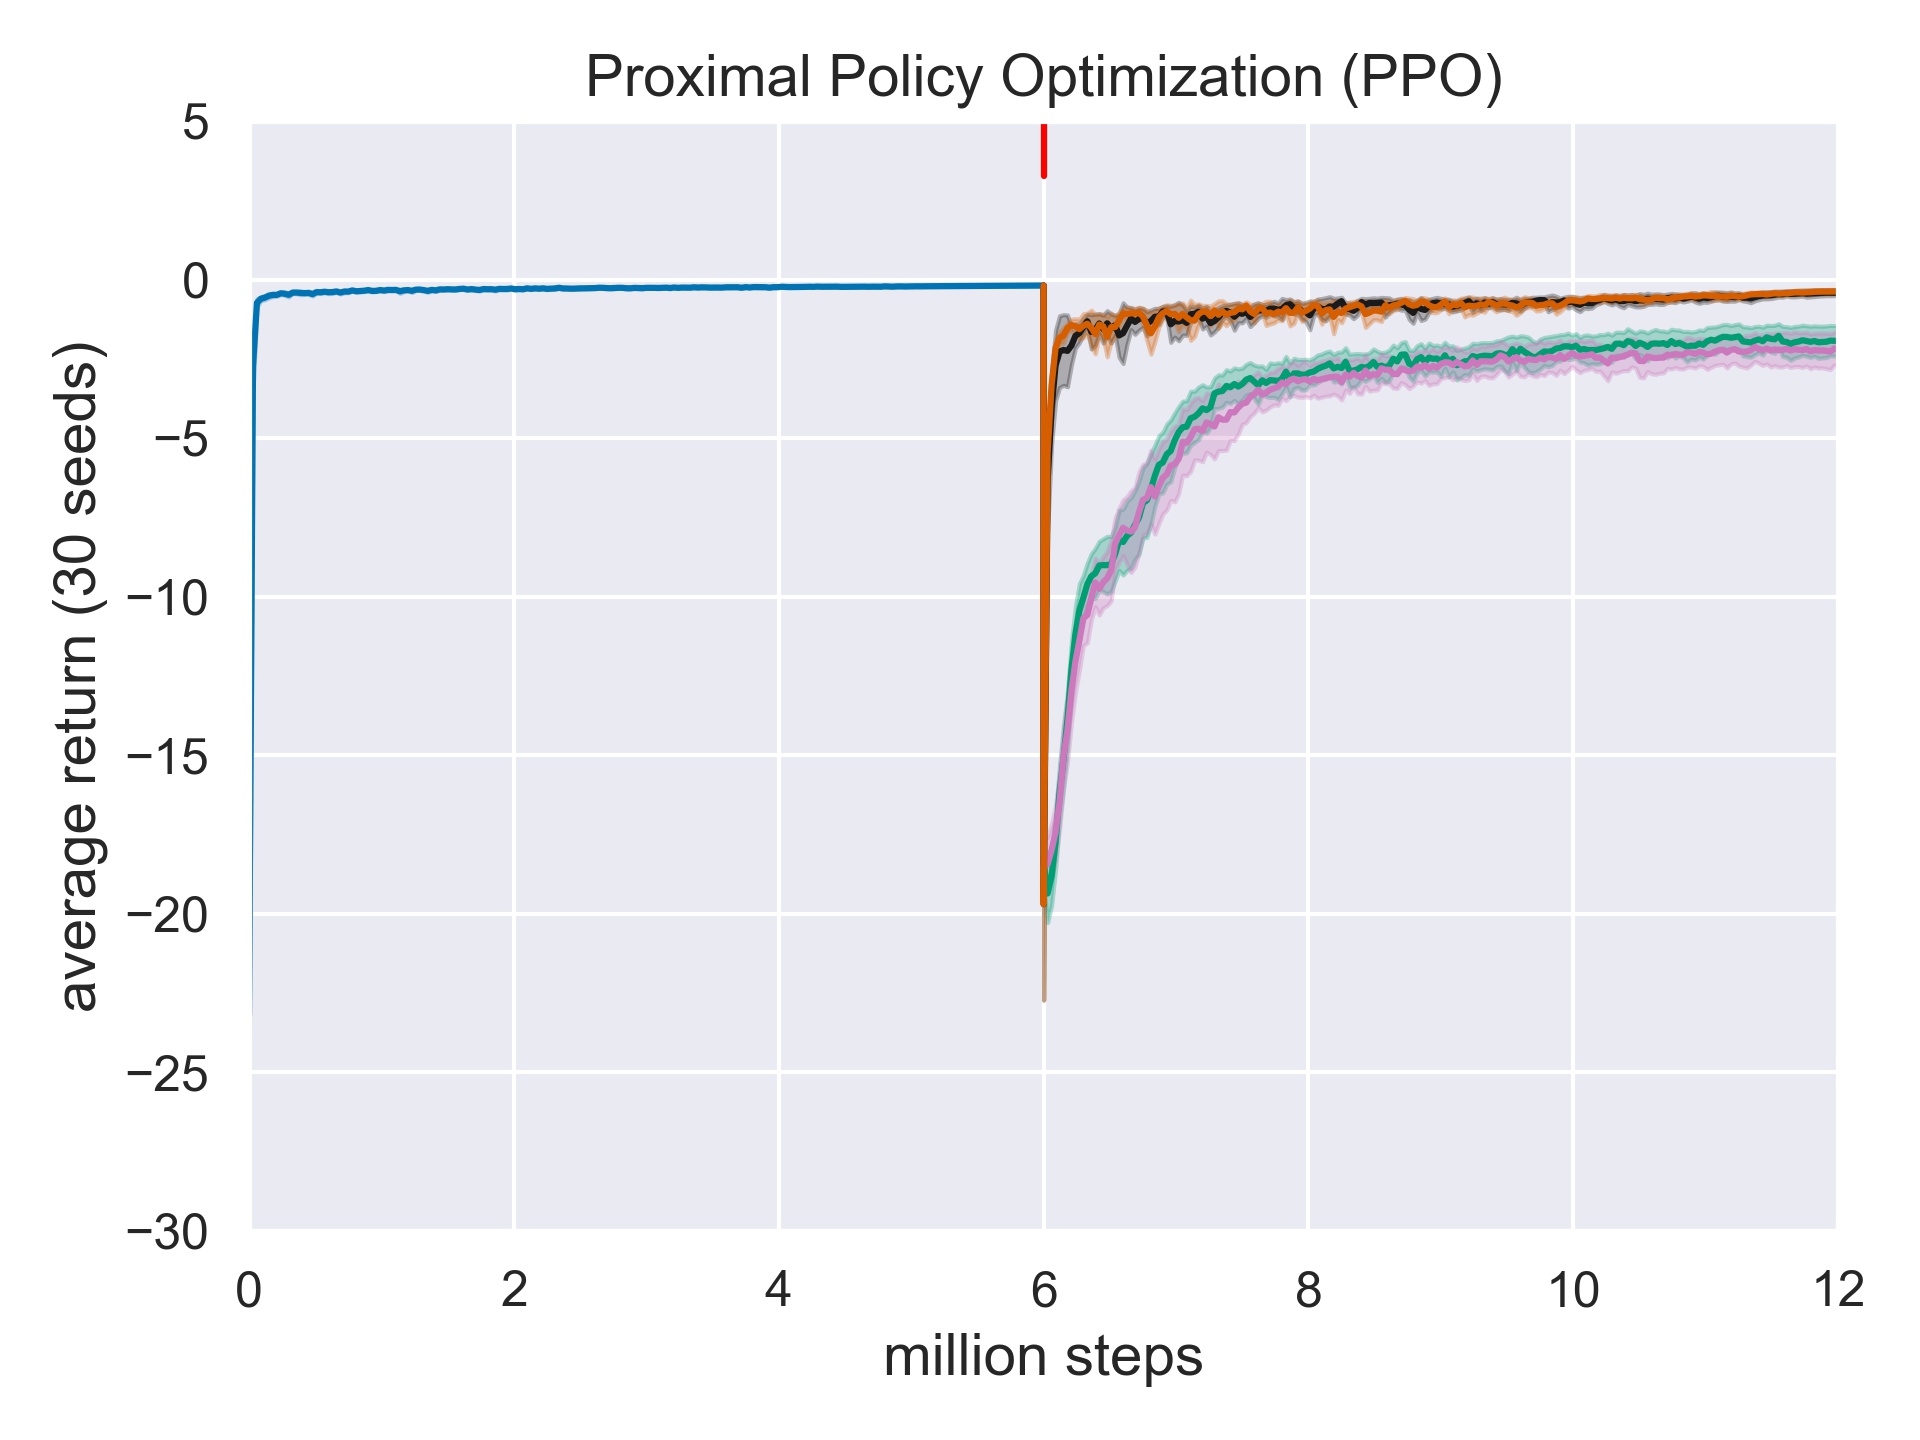 Proximal Policy Optimization (PPO)
5
0
−5
−10
−15
−20
−25
−30
average return (30 seeds)
0 2 4 6 8 10 12
million steps